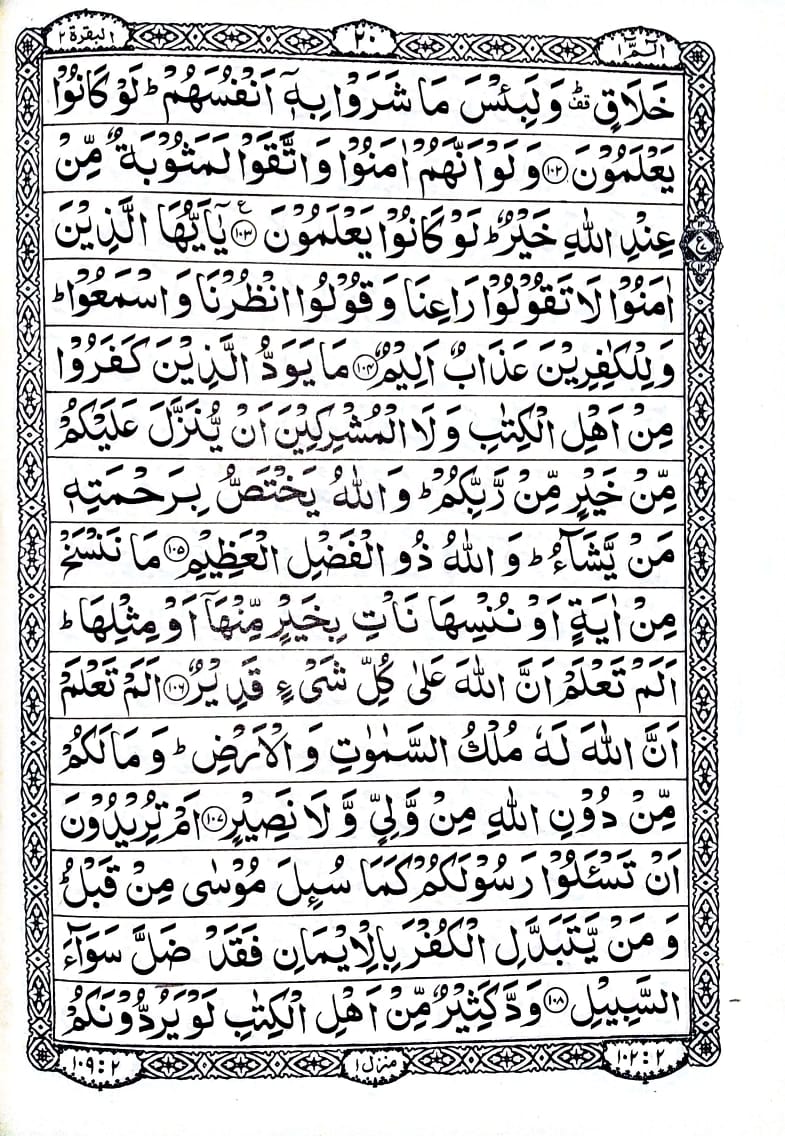 الٓمّٓ ١
٢٠
البقرة ٢
خَلَاقٍ ۟ؕ وَلَبِئْسَ مَا شَرَوْا بِهٖۤ اَنْفُسَهُمْ ؕ لَوْ كَانُوْا
يَعْلَمُوْنَ ﴿۱۰۲﴾ وَلَوْ اَنَّهُمْ اٰمَنُوْا وَاتَّقَوْا لَمَثُوْبَةٌ مِّنْ
عِنْدِ اللّٰهِ خَيْرٌ ؕ لَوْ كَانُوْا يَعْلَمُوْنَ ﴿۱۰۳﴾ ع يٰۤاَيُّهَا الَّذِيْنَ
اٰمَنُوْا لَا تَقُوْلُوْا رَاعِنَا وَقُوْلُوا انْظُرْنَا وَاسْمَعُوْا ؕ
وَلِلْكٰفِرِيْنَ عَذَابٌ اَلِيْمٌ ﴿۱۰۴﴾ مَا يَوَدُّ الَّذِيْنَ كَفَرُوْا
مِنْ اَهْلِ الْكِتٰبِ وَلَا الْمُشْرِكِيْنَ اَنْ يُّنَزَّلَ عَلَيْكُمْ
مِّنْ خَيْرٍ مِّنْ رَّبِّكُمْ ؕ وَاللّٰهُ يَخْتَصُّ بِرَحْمَتِهٖ
مَنْ يَّشَآءُ ؕ وَاللّٰهُ ذُو الْفَضْلِ الْعَظِيْمِ ﴿۱۰۵﴾ مَا نَنْسَخْ
مِنْ اٰيَةٍ اَوْ نُنْسِهَا نَاْتِ بِخَيْرٍ مِّنْهَاۤ اَوْ مِثْلِهَا ؕ
اَلَمْ تَعْلَمْ اَنَّ اللّٰهَ عَلٰى كُلِّ شَيْءٍ قَدِيْرٌ ﴿۱۰۶﴾ اَلَمْ تَعْلَمْ
اَنَّ اللّٰهَ لَهٗ مُلْكُ السَّمٰوٰتِ وَالْاَرْضِ ؕ وَمَا لَكُمْ
مِّنْ دُوْنِ اللّٰهِ مِنْ وَّلِيٍّ وَّلَا نَصِيْرٍ ﴿۱۰۷﴾ اَمْ تُرِيْدُوْنَ
اَنْ تَسْـَٔلُوْا رَسُوْلَكُمْ كَمَا سُىِٕلَ مُوْسٰى مِنْ قَبْلُ ؕ
وَمَنْ يَّتَبَدَّلِ الْكُفْرَ بِالْاِيْمَانِ فَقَدْ ضَلَّ سَوَآءَ
السَّبِيْلِ ﴿۱۰۸﴾ وَدَّ كَثِيْرٌ مِّنْ اَهْلِ الْكِتٰبِ لَوْ يَرُدُّوْنَكُمْ
۱۰۲:۲
منزل ۱
۱۰۹:۲